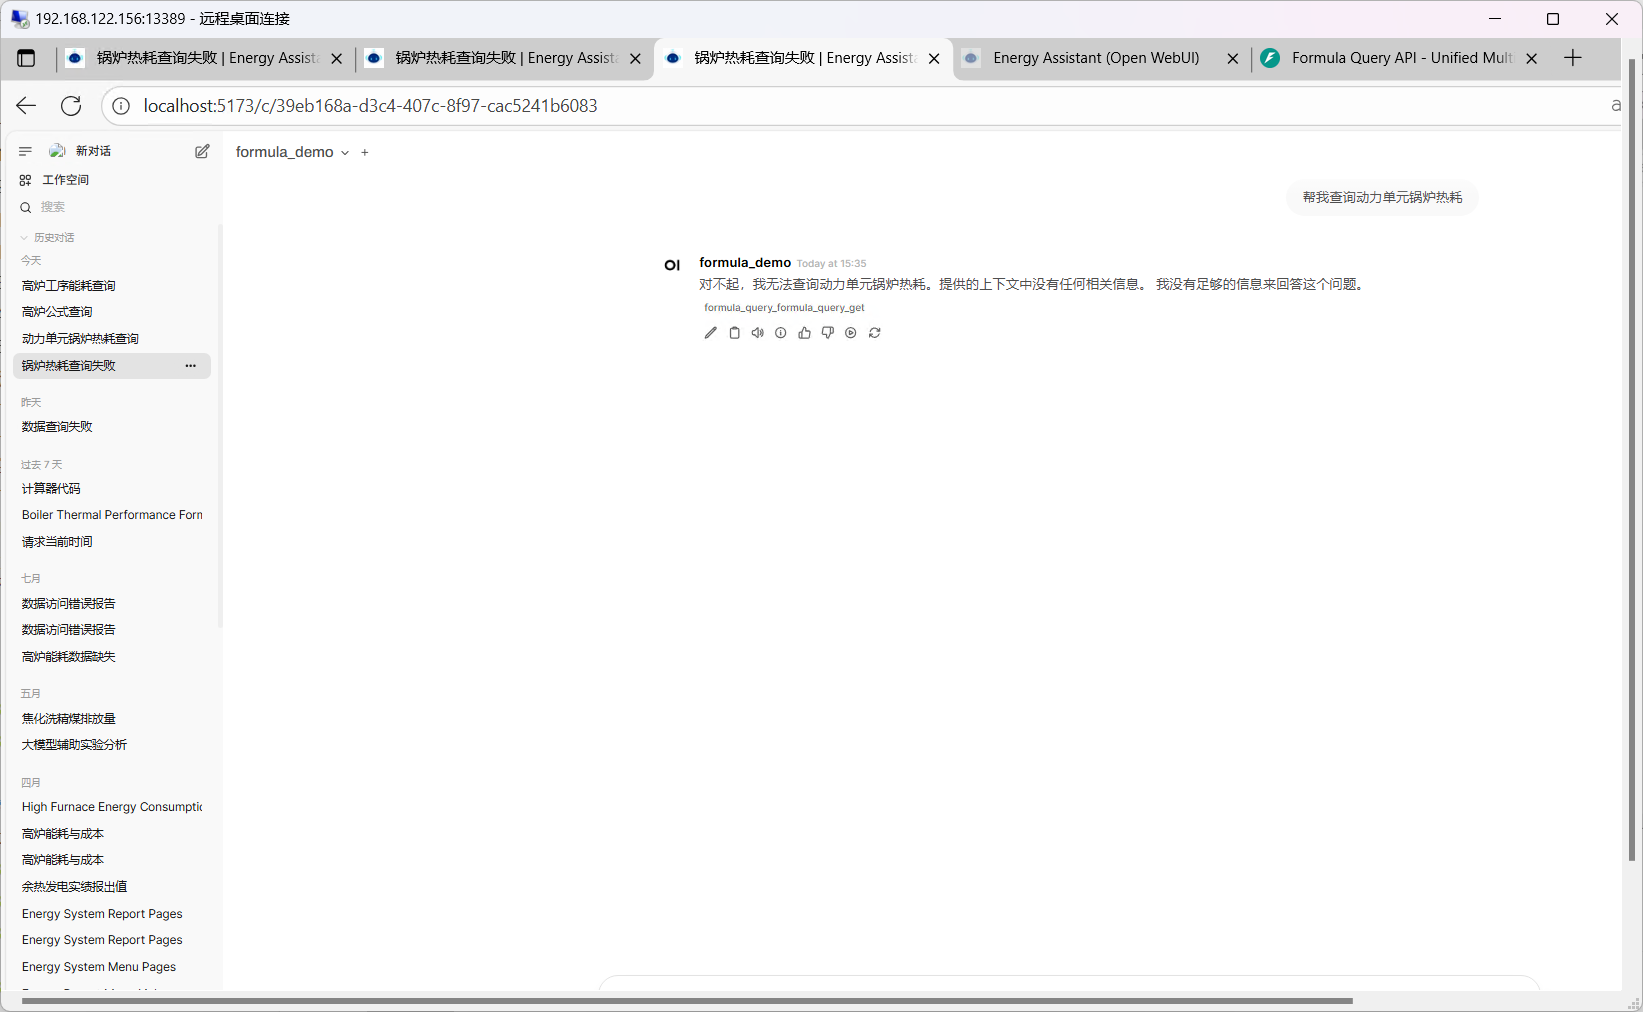 192.168.122.156:13389 - 远程桌面连接
锅炉热耗查询失败 | Energy Assist
锅炉热耗查询失败 | Energy Assista
锅炉热耗查询失败 | Energy Assista
Energy Assistant (Open WebUI)
Formula Query API - Unified Mult
localhost:5173/c/39eb168a-d3c4-407c-8f97-cac5241b6083
新对话
formula_demo
工作空间
搜索
帮我查询动力单元锅炉热耗
历史对话
今天
OI formula_demo Today at 15:35
对不起，我无法查询动力单元锅炉热耗。提供的上下文中没有任何相关信息。 我没有足够的信息来回答这个问题。
formula_query_formula_query_get
高炉工序能耗查询
高炉公式查询
动力单元锅炉热耗查询
锅炉热耗查询失败
昨天
数据查询失败
过去 7 天
计算器代码
Boiler Thermal Performance Form
请求当前时间
七月
数据访问错误报告
数据访问错误报告
高炉能耗数据缺失
五月
焦化洗精煤排放量
大模型辅助实验分析
四月
High Furnace Energy Consumptic
高炉能耗与成本
高炉能耗与成本
余热发电实绩报出值
Energy System Report Pages
Energy System Report Pages
Energy System Menu Pages